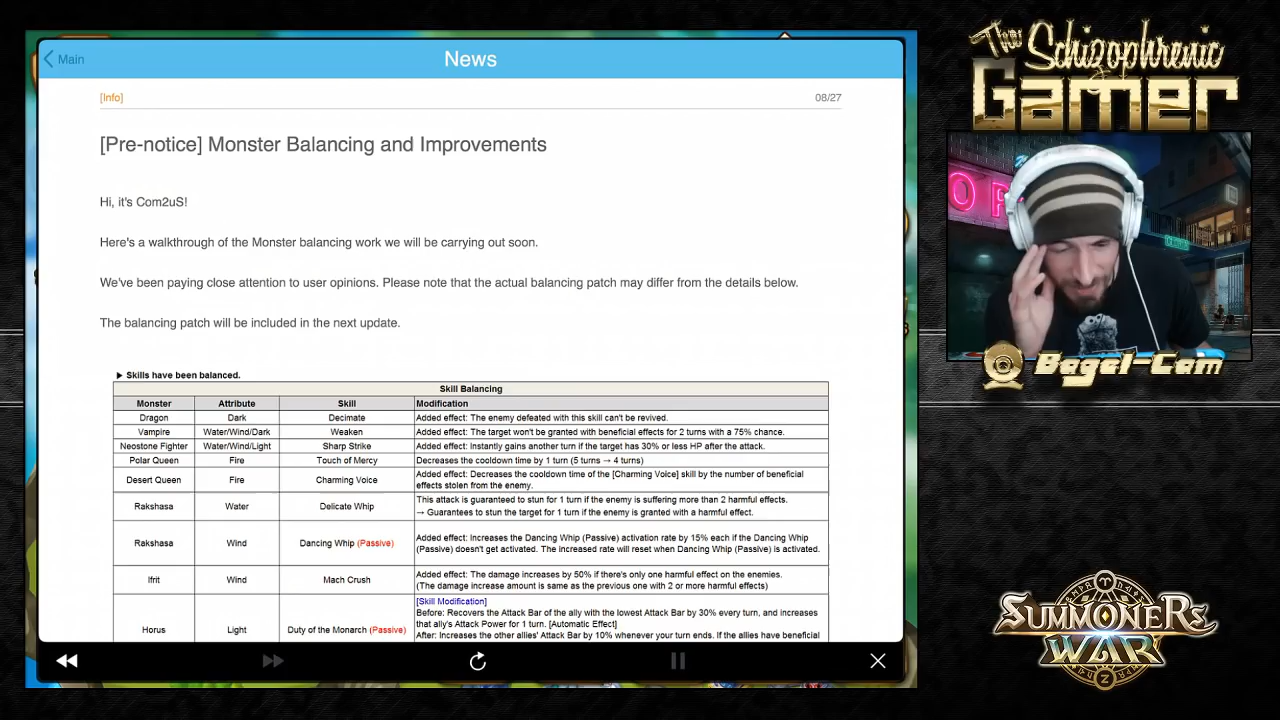 Main
News
[Info]
08/27
[Pre-notice] Monster Balancing and Improvements
Hi, it's Com2uS!
Here's a walkthrough of the Monster balancing work we will be carrying out soon.
We've been paying close attention to user opinions. Please note that the actual balancing patch may differ from the details below.
The balancing patch will be included in the next update.
► Skills have been balanced.
Skill Balancing
Monster Attribute Skill Modification
Dragon Dark Decimate Added effect: The enemy defeated with this skill can't be revived.
Vampire Water/Wind/Dark Weaken Added effect: The target won't be granted with beneficial effects for 2 turns with a 75% chance.
Neostone Fighter Water/Wind/Light Sharp Strike Added effect: Instantly gains another turn if the target has 30% or less HP after the attack.
Polar Queen Fire Touch of Mercy Decreases the cooldown time by 1 turn (5 turns → 4 turns)
Desert Queen Fire Charming Voice Added effect: Decreases the cooldown time of the [Charming Voice] skill by the number of beneficial
effects stolen from the enemy.
Rakshasa Water Delicate Whip This attack is guaranteed to stun for 1 turn if the enemy is suffering more than 2 harmful effects.
→ Guarantees to stun the target for 1 turn if the enemy is granted with a harmful effect.
Rakshasa Wind Dancing Whip (Passive) Added effect: Increases the Dancing Whip (Passive) activation rate by 15% each if the Dancing Whip
(Passive) doesn't get activated. The increased rate will reset when Dancing Whip (Passive) is activated.
Ifrit Wind Mach Crush Added effect: The damage increases by 50% if there's only one harmful effect on the enemies.
(The damage increase amount is same as the previous one with 2 or more harmful effects)
Horus Light Duty of the Monarch (Passive) [Skill Modification]
Before: Recovers the Attack Bar of the ally with the lowest Attack Bar by 30% every turn, and increases
that ally's Attack Power for 1 turn. [Automatic Effect]
After: Increases the other allies' Attack Bar by 10% whenever your turn ends. If the allies have beneficial
The Schizophrenic
Gamer
OP
Bagel-Cam
SUMMONERS
WAR